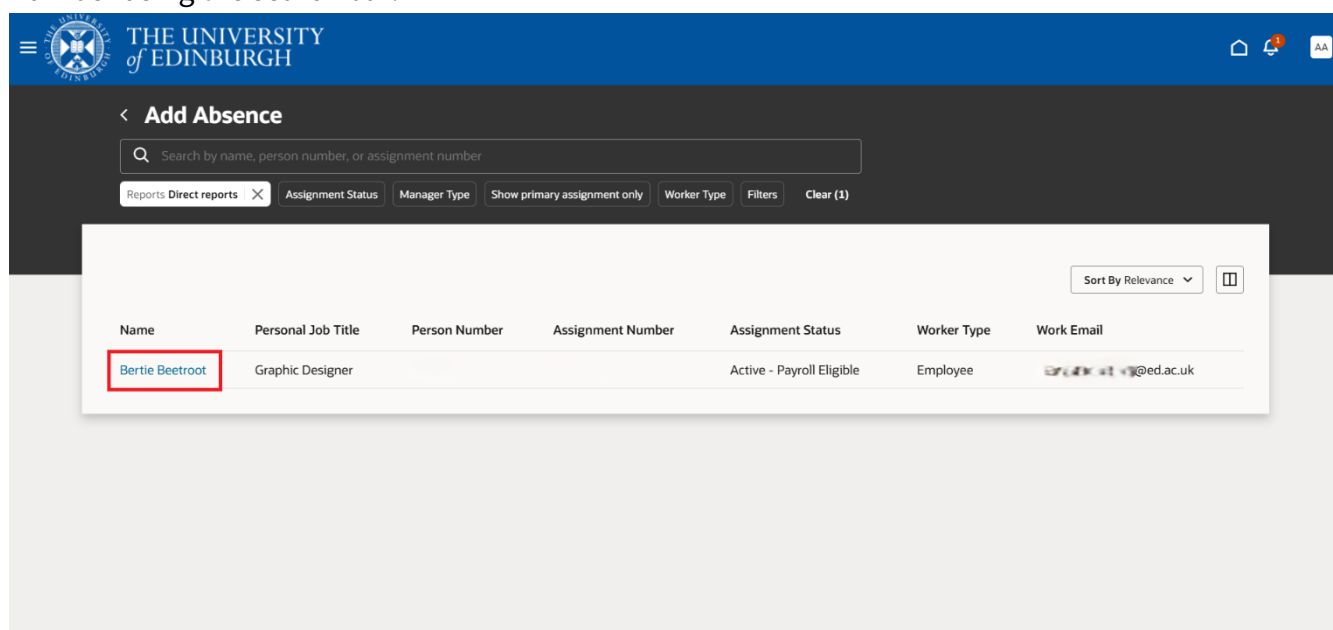 THE UNIVERSITY
of EDINBURGH
1
AA
Add Absence
Search by name, person number, or assignment number
Reports Direct reports Assignment Status Manager Type Show primary assignment only Worker Type Filters Clear (1)
Sort By Relevance
Name Personal Job Title Person Number Assignment Number Assignment Status Worker Type Work Email
Bertie Beetroot Graphic Designer Active - Payroll Eligible Employee @ed.ac.uk